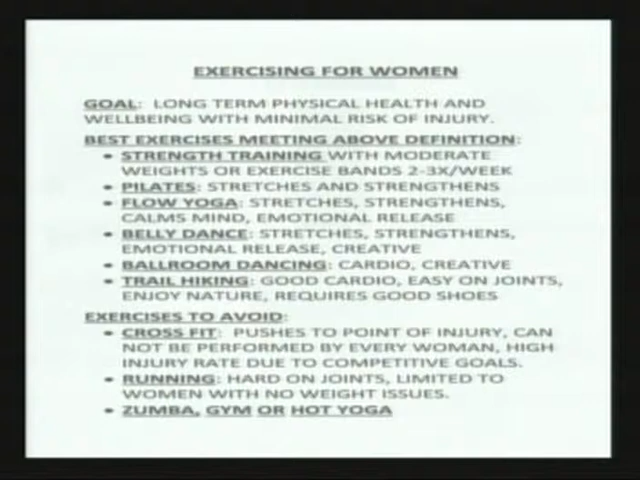 EXERCISING FOR WOMEN
GOAL: LONG TERM PHYSICAL HEALTH AND
WELLBEING WITH MINIMAL RISK OF INJURY.
BEST EXERCISES MEETING ABOVE DEFINITION:
• STRENGTH TRAINING WITH MODERATE
WEIGHTS OR EXERCISE BANDS 2-3X/WEEK
• PILATES: STRETCHES AND STRENGTHENS
• FLOW YOGA: STRETCHES, STRENGTHENS,
CALMS MIND, EMOTIONAL RELEASE
• BELLY DANCE: STRETCHES, STRENGTHENS,
EMOTIONAL RELEASE, CREATIVE
• BALLROOM DANCING: CARDIO, CREATIVE
• TRAIL HIKING: GOOD CARDIO, EASY ON JOINTS,
ENJOY NATURE, REQUIRES GOOD SHOES
EXERCISES TO AVOID:
• CROSS FIT: PUSHES TO POINT OF INJURY, CAN
NOT BE PERFORMED BY EVERY WOMAN, HIGH
INJURY RATE DUE TO COMPETITIVE GOALS.
• RUNNING: HARD ON JOINTS, LIMITED TO
WOMEN WITH NO WEIGHT ISSUES.
• ZUMBA, GYM OR HOT YOGA